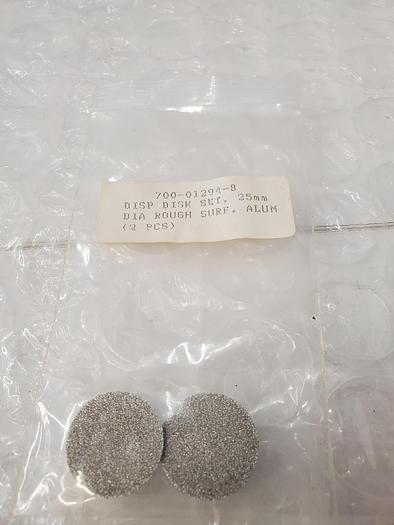 700-01294-8
DISP DISK SET, 25mm
DIA ROUGH SURF, ALUM
(2 PCS)